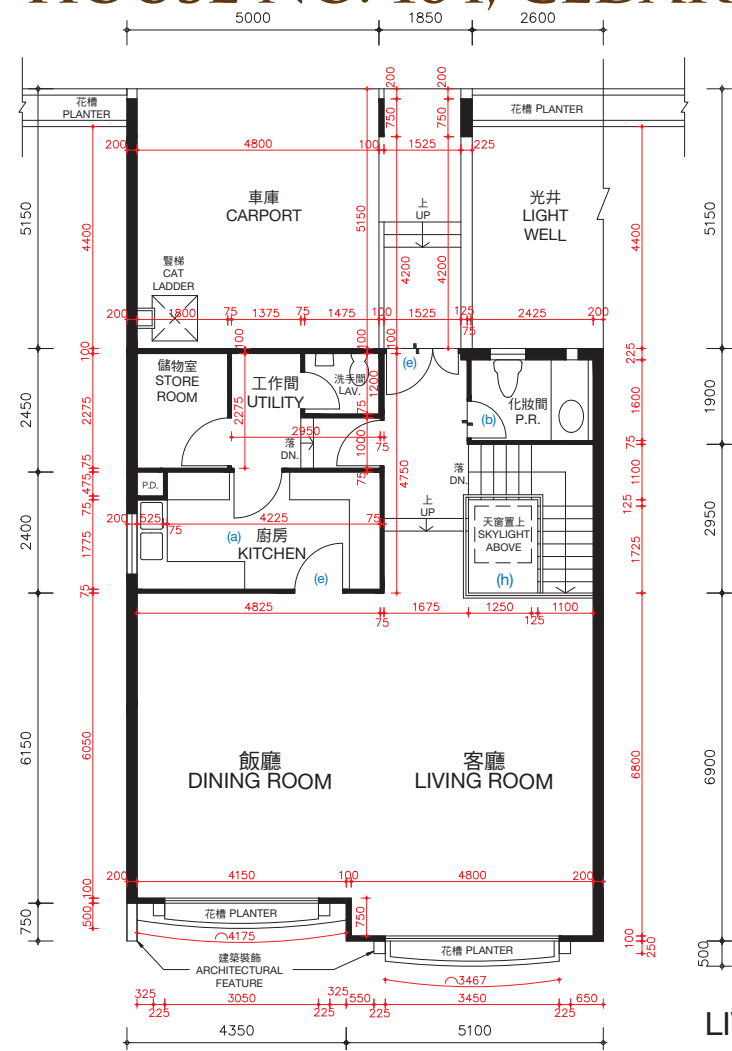 5000 1850 2600
花槽
PLANTER
花槽 PLANTER
200 200
750 750
200 4800 100 1525 225
5150
4400
5150
4400
5150
車庫
CARPORT
上
UP
光井
LIGHT
WELL
豎梯
CAT
LADDER
4200 4200
200 1800 75 1375 75 1475 100 1525 125 2425 200
75
100 100 100 100 225
(e)
儲物室
STORE
ROOM
工作間
UTILITY
洗手間
LAV.
化妝間
P.R.
(b)
2450
2275
2275
1200
1600
1900
2950
75
1000
75
75
落
DN.
落
DN.
75
475
75
75
1100
125
P.D.
4750
上
UP
天窗置上
SKYLIGHT
ABOVE
(h)
200 525 4225 75
75
2400
1775
75
(a)
廚房
KITCHEN
(e)
1725
2950
4825 1675 1250 1100
75 125
6150
6050
6800
6900
飯廳
DINING ROOM
客廳
LIVING ROOM
200 4150 100 4800 200
750
100
500
750
100
250
500
花槽 PLANTER
4175
花槽 PLANTER
3467
建築裝飾
ARCHITECTURAL
FEATURE
325 3050 325 550 3450 650
225 225 225 225
4350 5100